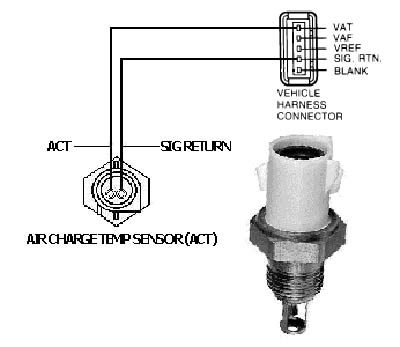 VAT
VAF
VREF
SIG. RTN.
BLANK
VEHICLE
HARNESS
CONNECTOR
ACT
SIG RETURN
AIR CHARGE TEMP SENSOR (ACT)